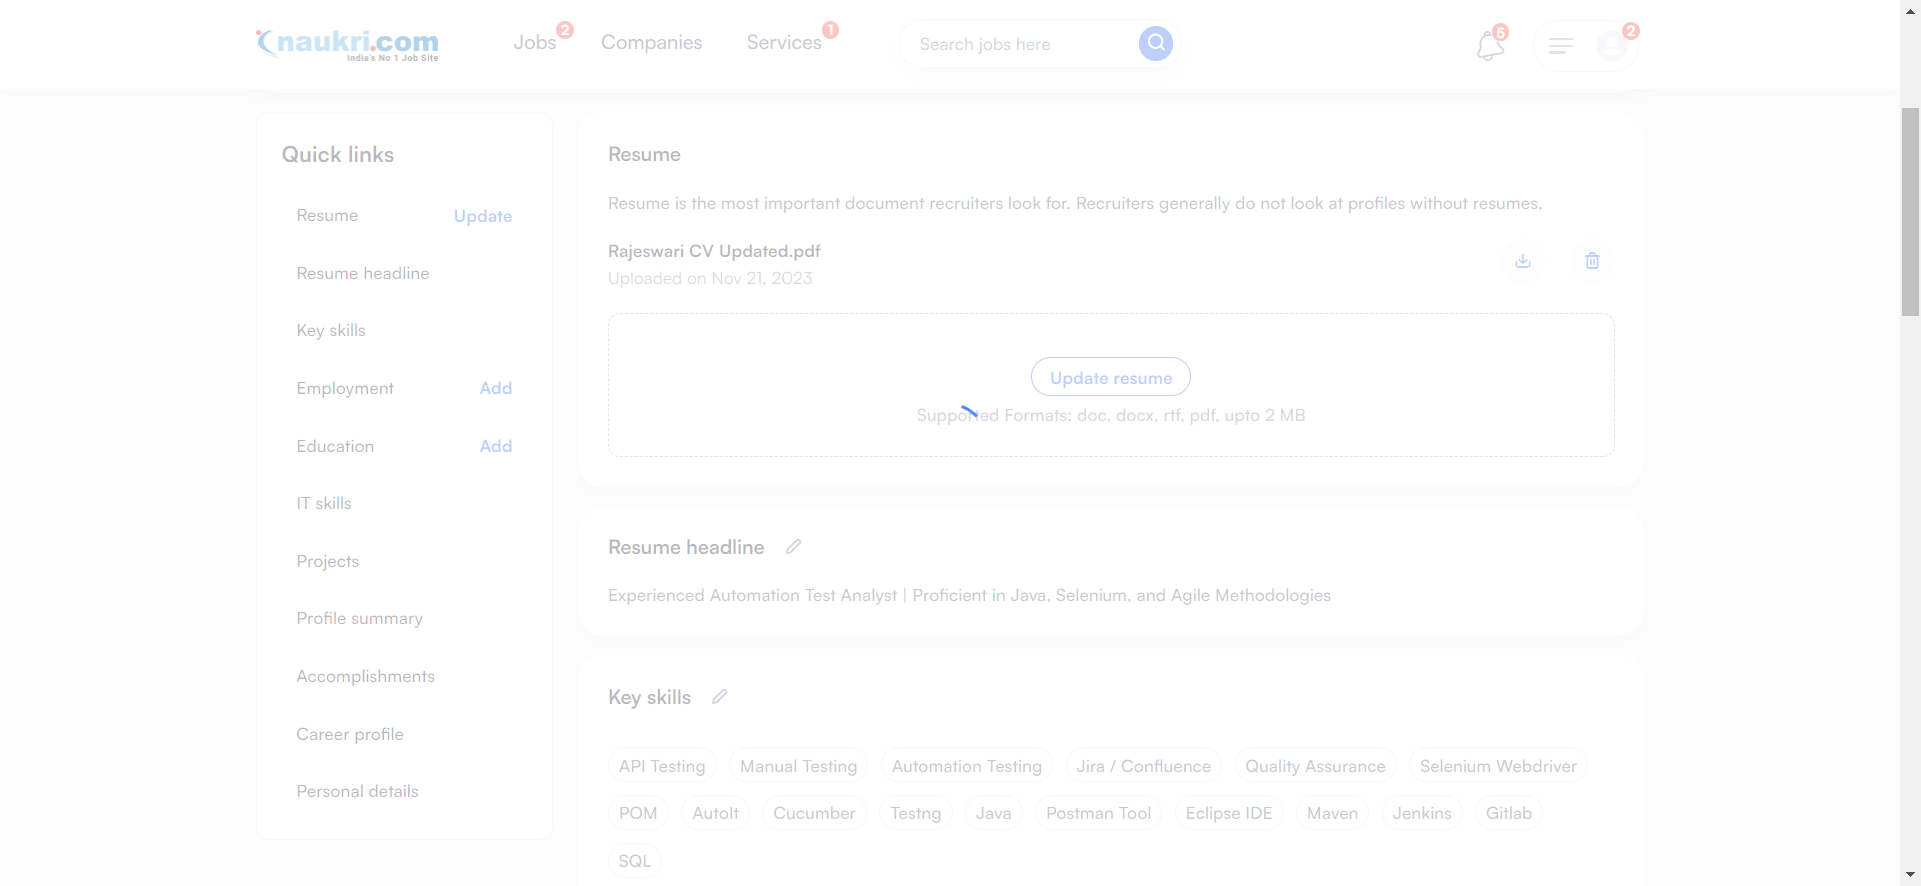 naukri.com
India's No 1 Job Site
Jobs 2
Companies
Services 1
Search jobs here
5
2
Quick links
Resume Update
Resume headline
Key skills
Employment Add
Education Add
IT skills
Projects
Profile summary
Accomplishments
Career profile
Personal details
Resume
Resume is the most important document recruiters look for. Recruiters generally do not look at profiles without resumes.
Rajeswari CV Updated.pdf
Uploaded on Nov 21, 2023
Update resume
Supported Formats: doc, docx, rtf, pdf, upto 2 MB
Resume headline
Experienced Automation Test Analyst | Proficient in Java, Selenium, and Agile Methodologies
Key skills
API Testing Manual Testing Automation Testing Jira / Confluence Quality Assurance Selenium Webdriver
POM AutoIt Cucumber Testng Java Postman Tool Eclipse IDE Maven Jenkins Gitlab
SQL